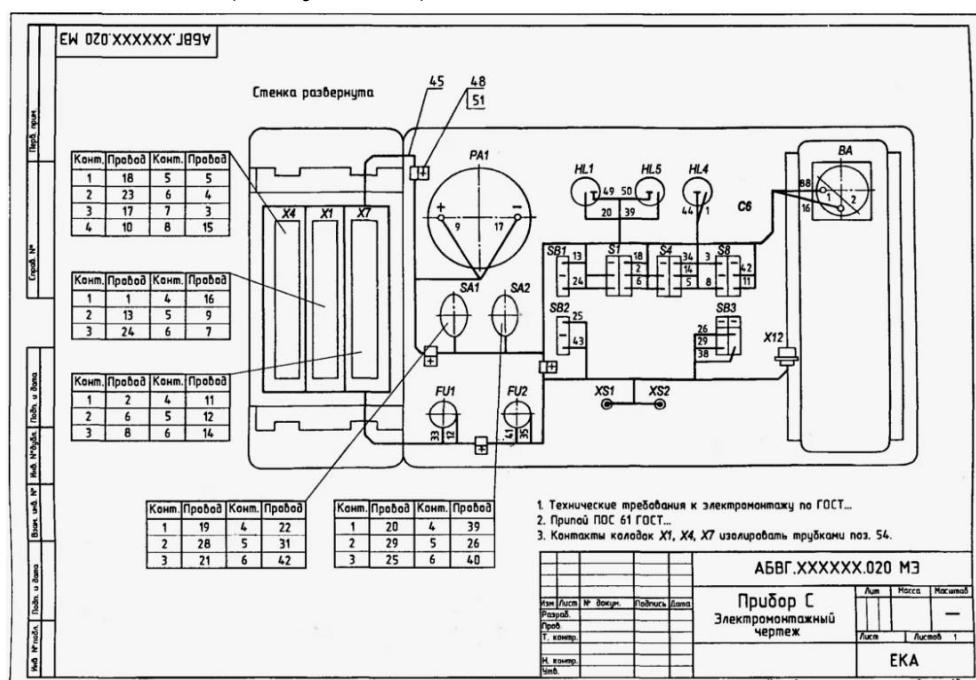 АБВГ.XXXXXX.020 МЭ
Стенка развернута
45
48
51
Конт. Провод Конт. Провод
1 18 5 5
2 23 6 4
3 17 7 3
4 10 8 15
Конт. Провод Конт. Провод
1 1 4 16
2 13 5 9
3 24 6 7
Конт. Провод Конт. Провод
1 2 4 11
2 6 5 12
3 8 6 14
X4 X1 X7
PA1
+ −
9 17
HL1 HL5 HL4
49 50
20 39
44 1
C6
BA
88 1 2
16
SB1 13 S1 18 S4 34 3 S8
2 14 42
24 6 5 8 11
SA1 SA2
SB2 25
43
SB3
26
29
38
X12
XS1 XS2
FU1 FU2
33 12 41 35
Конт. Провод Конт. Провод
1 19 4 22
2 28 5 31
3 21 6 42
Конт. Провод Конт. Провод
1 20 4 39
2 29 5 26
3 25 6 40
1. Технические требования к электромонтажу по ГОСТ...
2. Припой ПОС 61 ГОСТ...
3. Контакты колодок X1, X4, X7 изолировать трубками поз. 54.
АБВГ.XXXXXX.020 МЭ
Изм Лист № докум. Подпись Дата
Разраб.
Пров.
Т. контр.
Н. контр.
Утв.
Прибор С
Электромонтажный
чертеж
Лит Масса Масштаб
—
Лист Листов 1
ЕКА
Перв. прим.
Справ. №
Подп. и дата
Инв. № дубл.
Взам. инв. №
Подп. и дата
Инв № подл.